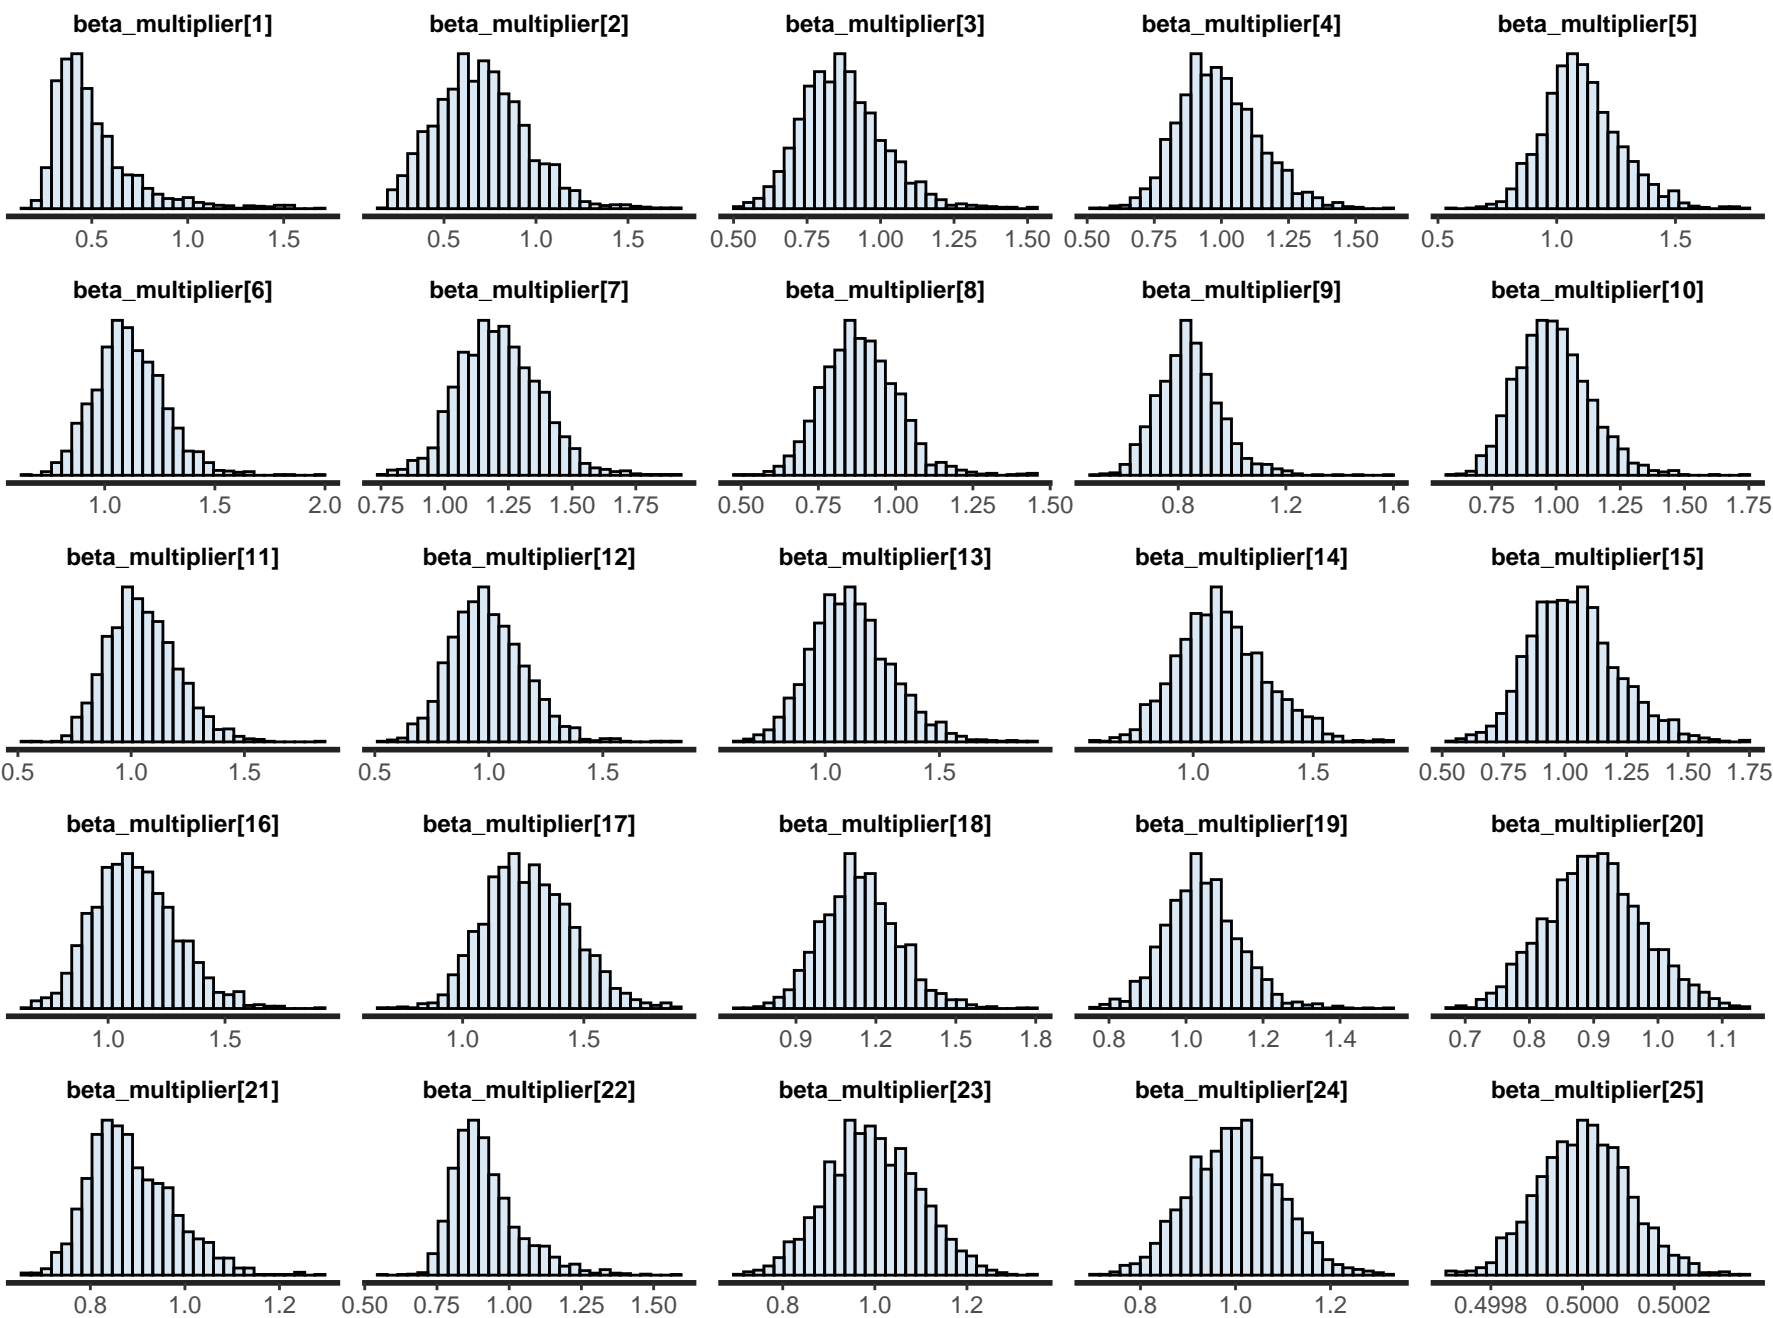 beta_multiplier[1] beta_multiplier[2] beta_multiplier[3] beta_multiplier[4] beta_multiplier[5]
0.5 1.0 1.5 0.5 1.0 1.5 0.50 0.75 1.00 1.25 1.50 0.50 0.75 1.00 1.25 1.50 0.5 1.0 1.5
beta_multiplier[6] beta_multiplier[7] beta_multiplier[8] beta_multiplier[9] beta_multiplier[10]
1.0 1.5 2.0 0.75 1.00 1.25 1.50 1.75 0.50 0.75 1.00 1.25 1.50 0.8 1.2 1.6 0.75 1.00 1.25 1.50 1.75
beta_multiplier[11] beta_multiplier[12] beta_multiplier[13] beta_multiplier[14] beta_multiplier[15]
0.5 1.0 1.5 0.5 1.0 1.5 1.0 1.5 1.0 1.5 0.50 0.75 1.00 1.25 1.50 1.75
beta_multiplier[16] beta_multiplier[17] beta_multiplier[18] beta_multiplier[19] beta_multiplier[20]
1.0 1.5 1.0 1.5 0.9 1.2 1.5 1.8 0.8 1.0 1.2 1.4 0.7 0.8 0.9 1.0 1.1
beta_multiplier[21] beta_multiplier[22] beta_multiplier[23] beta_multiplier[24] beta_multiplier[25]
0.8 1.0 1.2 0.50 0.75 1.00 1.25 1.50 0.8 1.0 1.2 0.8 1.0 1.2 0.4998 0.5000 0.5002